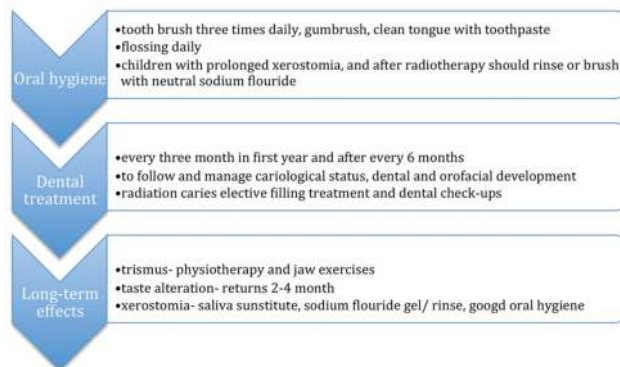 Oral hygiene
•tooth brush three times daily, gumbrush, clean tongue with toothpaste
•flossing daily
•children with prolonged xerostomia, and after radiotherapy should rinse or brush
with neutral sodium flouride
Dental
treatment
•every three month in first year and after every 6 months
•to follow and manage cariological status, dental and orofacial development
•radiation caries elective filling treatment and dental check-ups
Long-term
effects
•trismus- physiotherapy and jaw exercises
•taste alteration- returns 2-4 month
•xerostomia- saliva sunstitute, sodium flouride gel/ rinse, googd oral hygiene